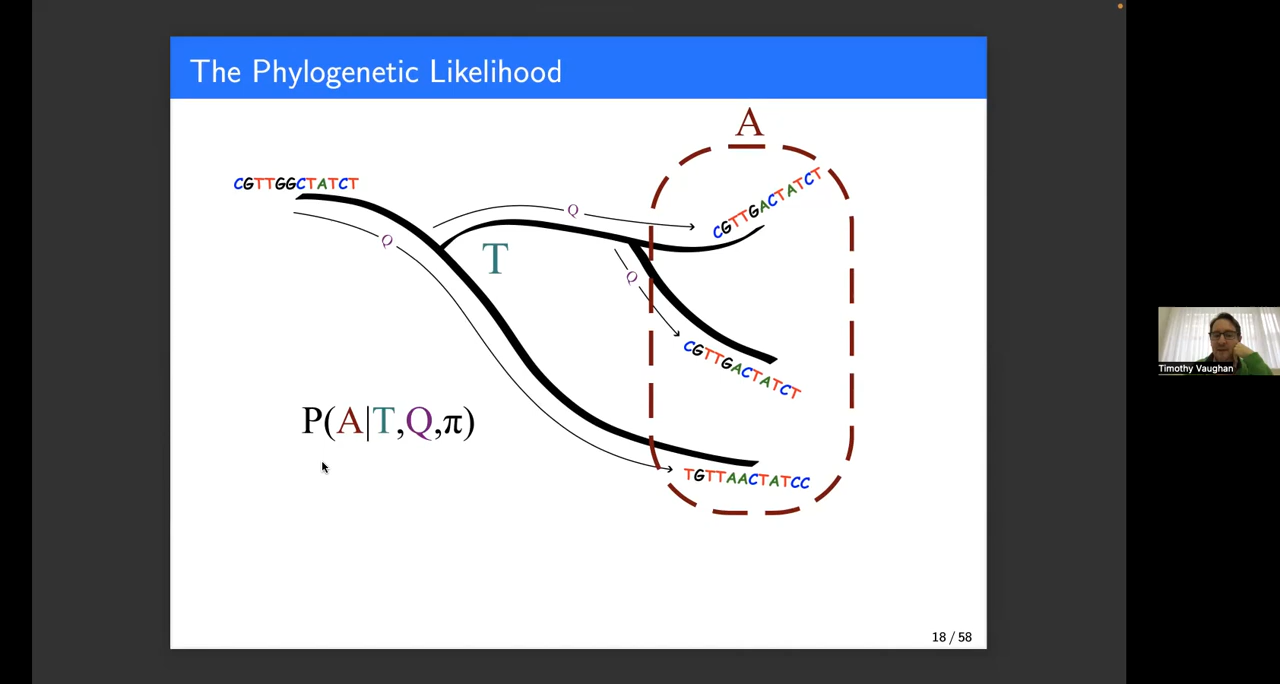 The Phylogenetic Likelihood
A
CGTTGGCTATCT
CGTTGACTATCT
Q
Q
T
Q
CGTTGACTATCT
P(A|T,Q,π)
TGTTAACTATCC
18 / 58
Timothy Vaughan